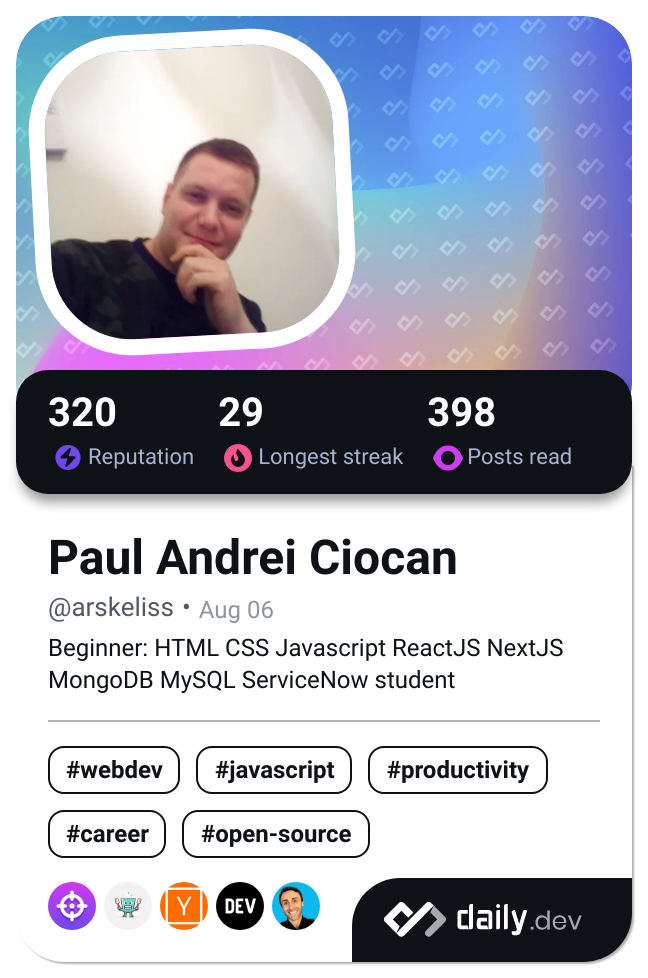 320 29 398
Reputation Longest streak Posts read
Paul Andrei Ciocan
@arskeliss • Aug 06
Beginner: HTML CSS Javascript ReactJS NextJS
MongoDB MySQL ServiceNow student
#webdev #javascript #productivity
#career #open-source
Y DEV
daily.dev